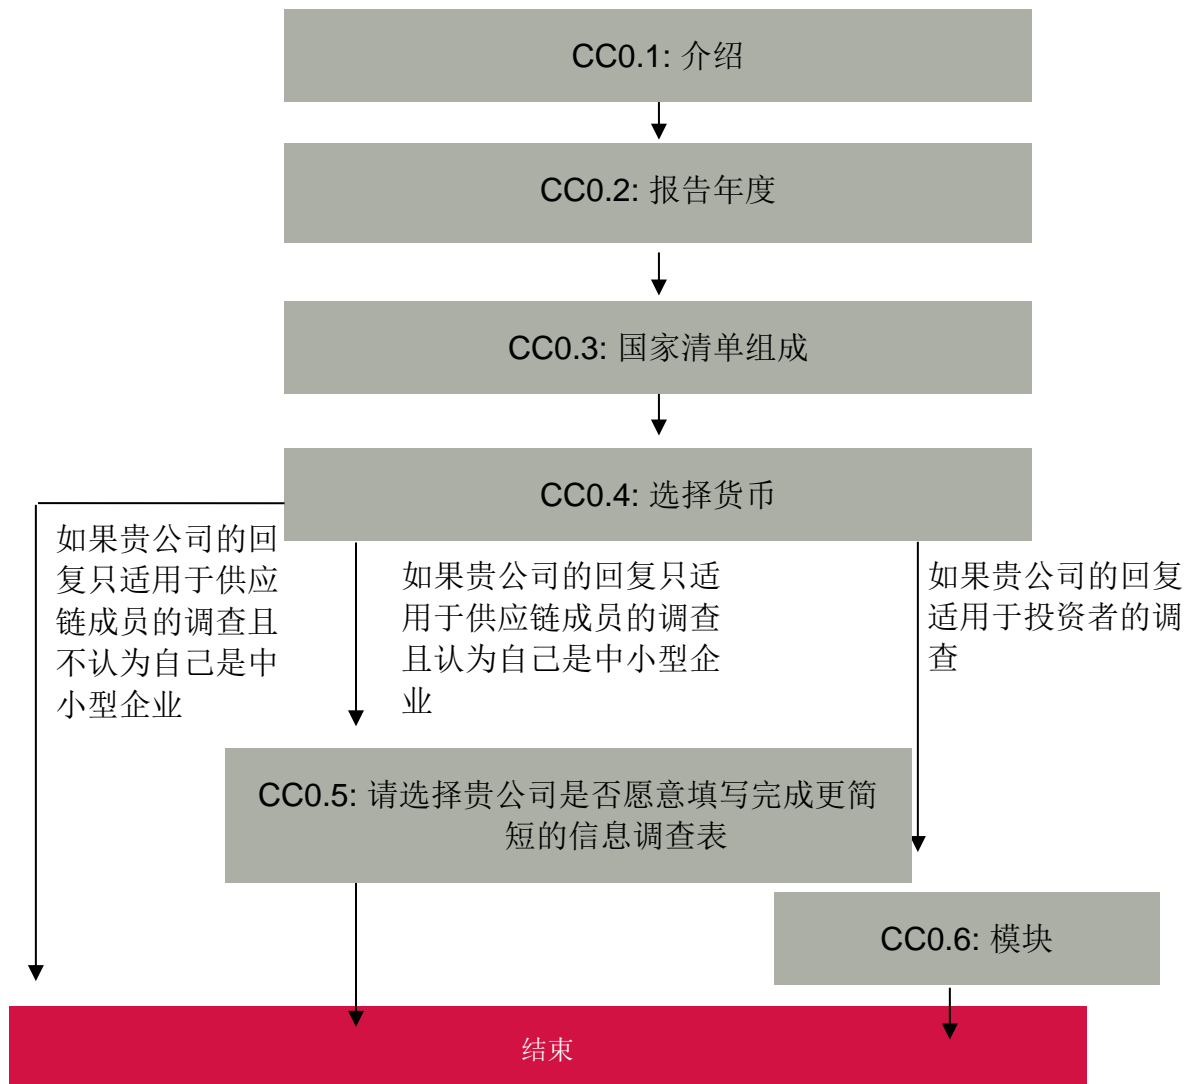 CC0.1: 介绍
CC0.2: 报告年度
CC0.3: 国家清单组成
CC0.4: 选择货币
如果贵公司的回
复只适用于供应
链成员的调查且
不认为自己是中
小型企业
如果贵公司的回复只适
用于供应链成员的调查
且认为自己是中小型企
业
如果贵公司的回复
适用于投资者的调
查
CC0.5: 请选择贵公司是否愿意填写完成更简
短的信息调查表
CC0.6: 模块
结束